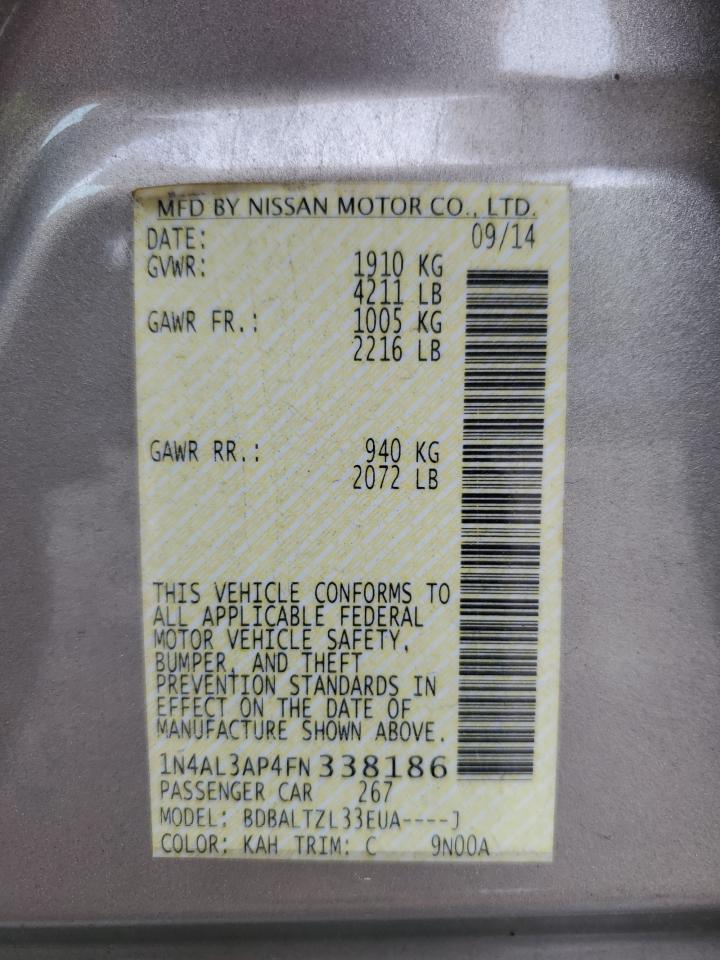 MFD BY NISSAN MOTOR CO., LTD.
DATE: 09/14
GVWR: 1910 KG
4211 LB
GAWR FR.: 1005 KG
2216 LB
GAWR RR.: 940 KG
2072 LB
THIS VEHICLE CONFORMS TO
ALL APPLICABLE FEDERAL
MOTOR VEHICLE SAFETY,
BUMPER, AND THEFT
PREVENTION STANDARDS IN
EFFECT ON THE DATE OF
MANUFACTURE SHOWN ABOVE.
1N4AL3AP4FN338186
PASSENGER CAR 267
MODEL: BDBALTZL33EUA----J
COLOR: KAH TRIM: C 9N00A